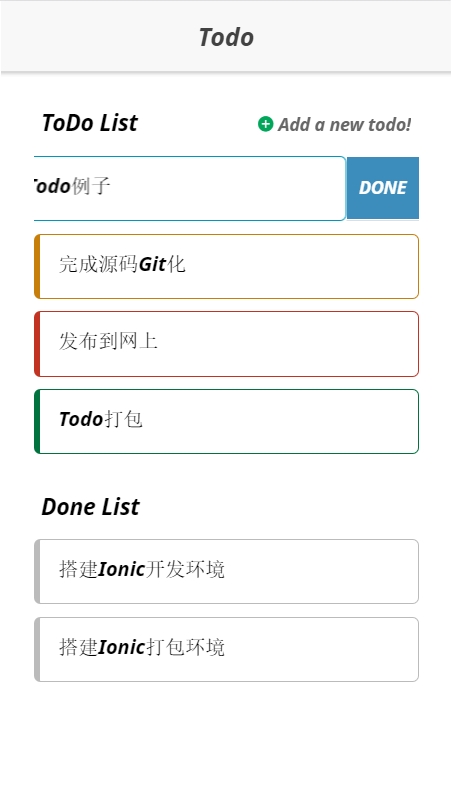 Todo
ToDo List
Add a new todo!
Todo例子
DONE
完成源码Git化
发布到网上
Todo打包
Done List
搭建Ionic开发环境
搭建Ionic打包环境